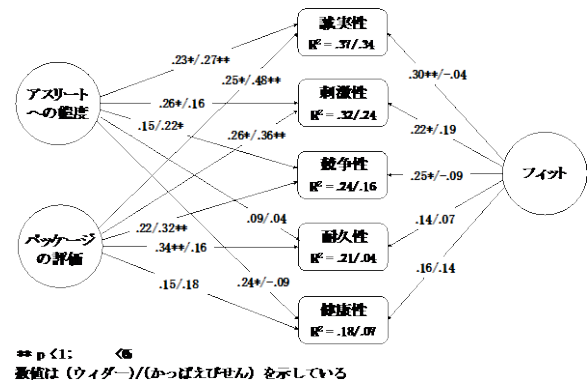 誠実性
R² = .37/.34
.23*/.27**
.25*/.48**
.30**/-.04
アスリート
への態度
刺激性
R² = .32/.24
.26*/.16
.22*/.19
.15/.22*
.26*/.36**
競争性
R² = .24/.16
.25*/-.09
フィット
.22/.32**
.09/.04
.14/.07
パッケージ
の評価
耐久性
R² = .21/.04
.34**/.16
.15/.18
.24*/-.09
.16/.14
健康性
R² = .18/.07
** p <1;
数値は (ウィダー)/(かっぱえびせん) を示している